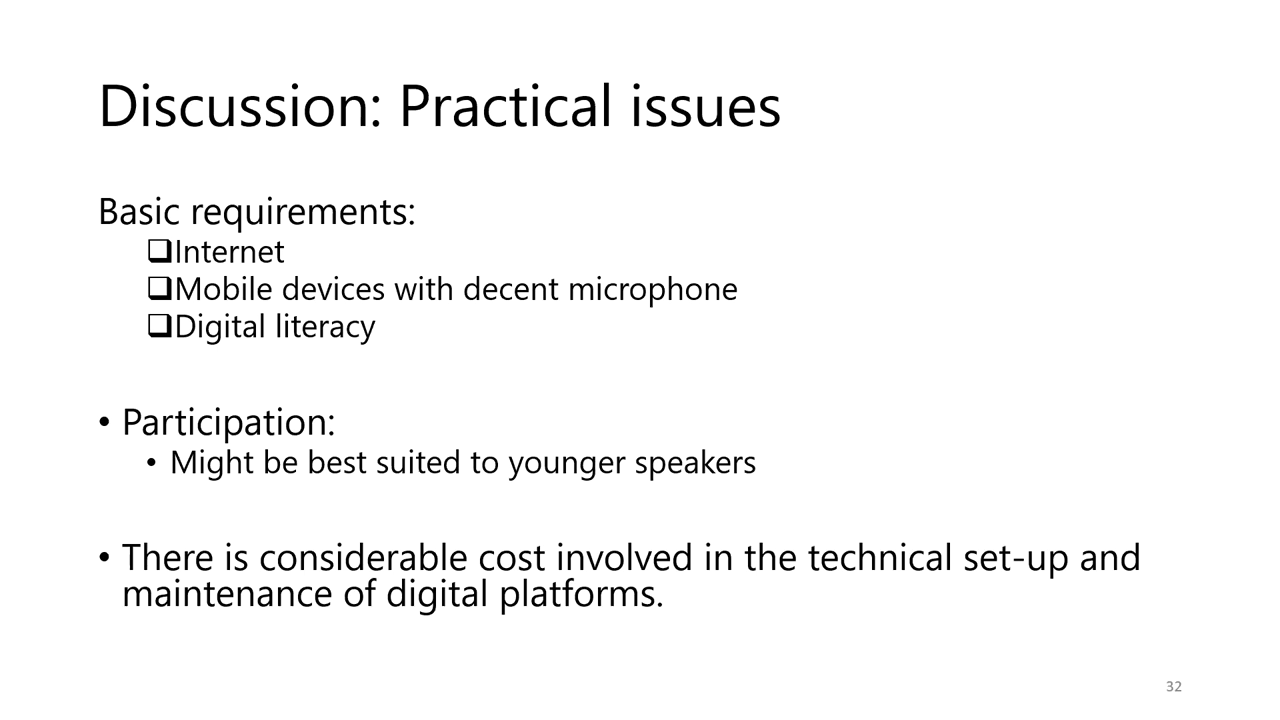 Discussion: Practical issues
Basic requirements:
❑Internet
❑Mobile devices with decent microphone
❑Digital literacy
• Participation:
• Might be best suited to younger speakers
• There is considerable cost involved in the technical set-up and
maintenance of digital platforms.
32